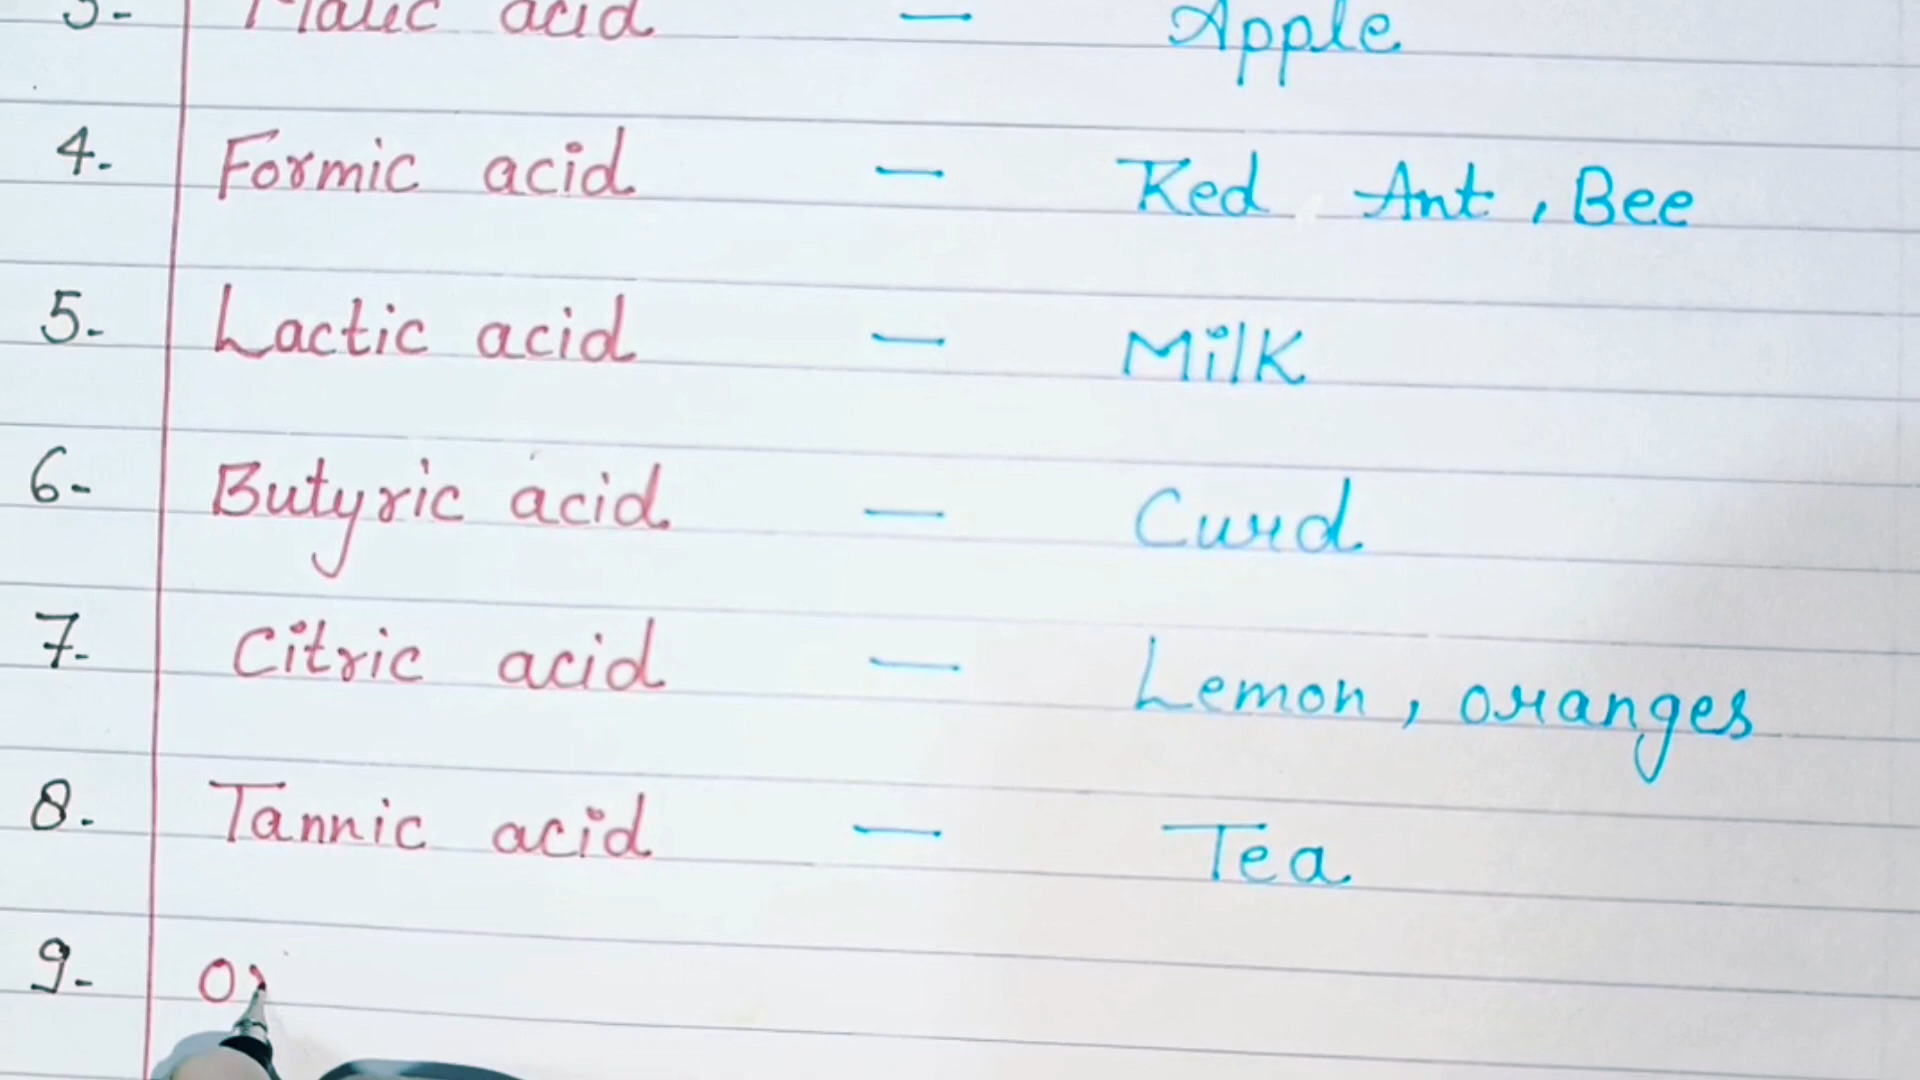 3- Malic acid — Apple
4. Formic acid — Red, Ant, Bee
5- Lactic acid — Milk
6- Butyric acid — Curd
7- Citric acid — Lemon, oranges
8. Tannic acid — Tea
9- O